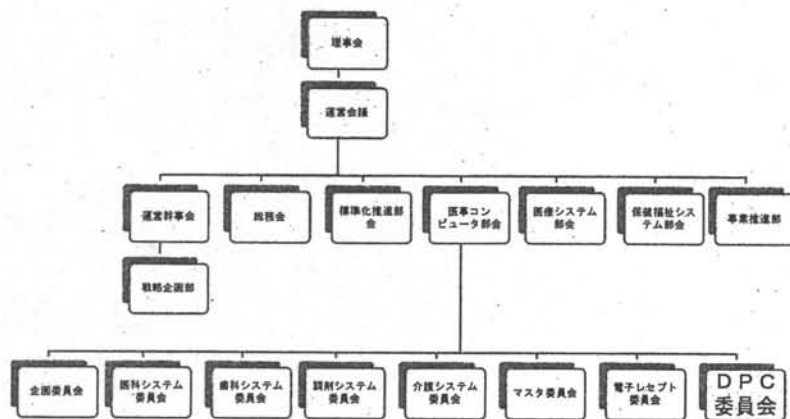 理事会
運営会議
運営幹事会
総務会
標準化推進部
会
医事コン
ピュータ部会
医療システム
部会
保健福祉シス
テム部会
事業推進部
戦略企画部
企画委員会
医科システム
委員会
歯科システム
委員会
調剤システム
委員会
介護システム
委員会
マスタ委員会
電子レセプト
委員会
DPC
委員会